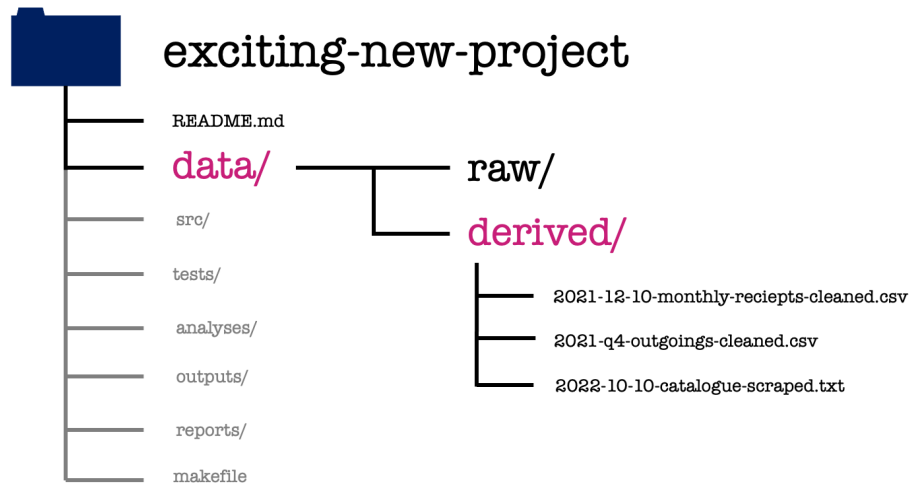 exciting-new-project
README.md
data/
raw/
derived/
src/
tests/
analyses/
outputs/
reports/
makefile
2021-12-10-monthly-reciepts-cleaned.csv
2021-q4-outgoings-cleaned.csv
2022-10-10-catalogue-scraped.txt